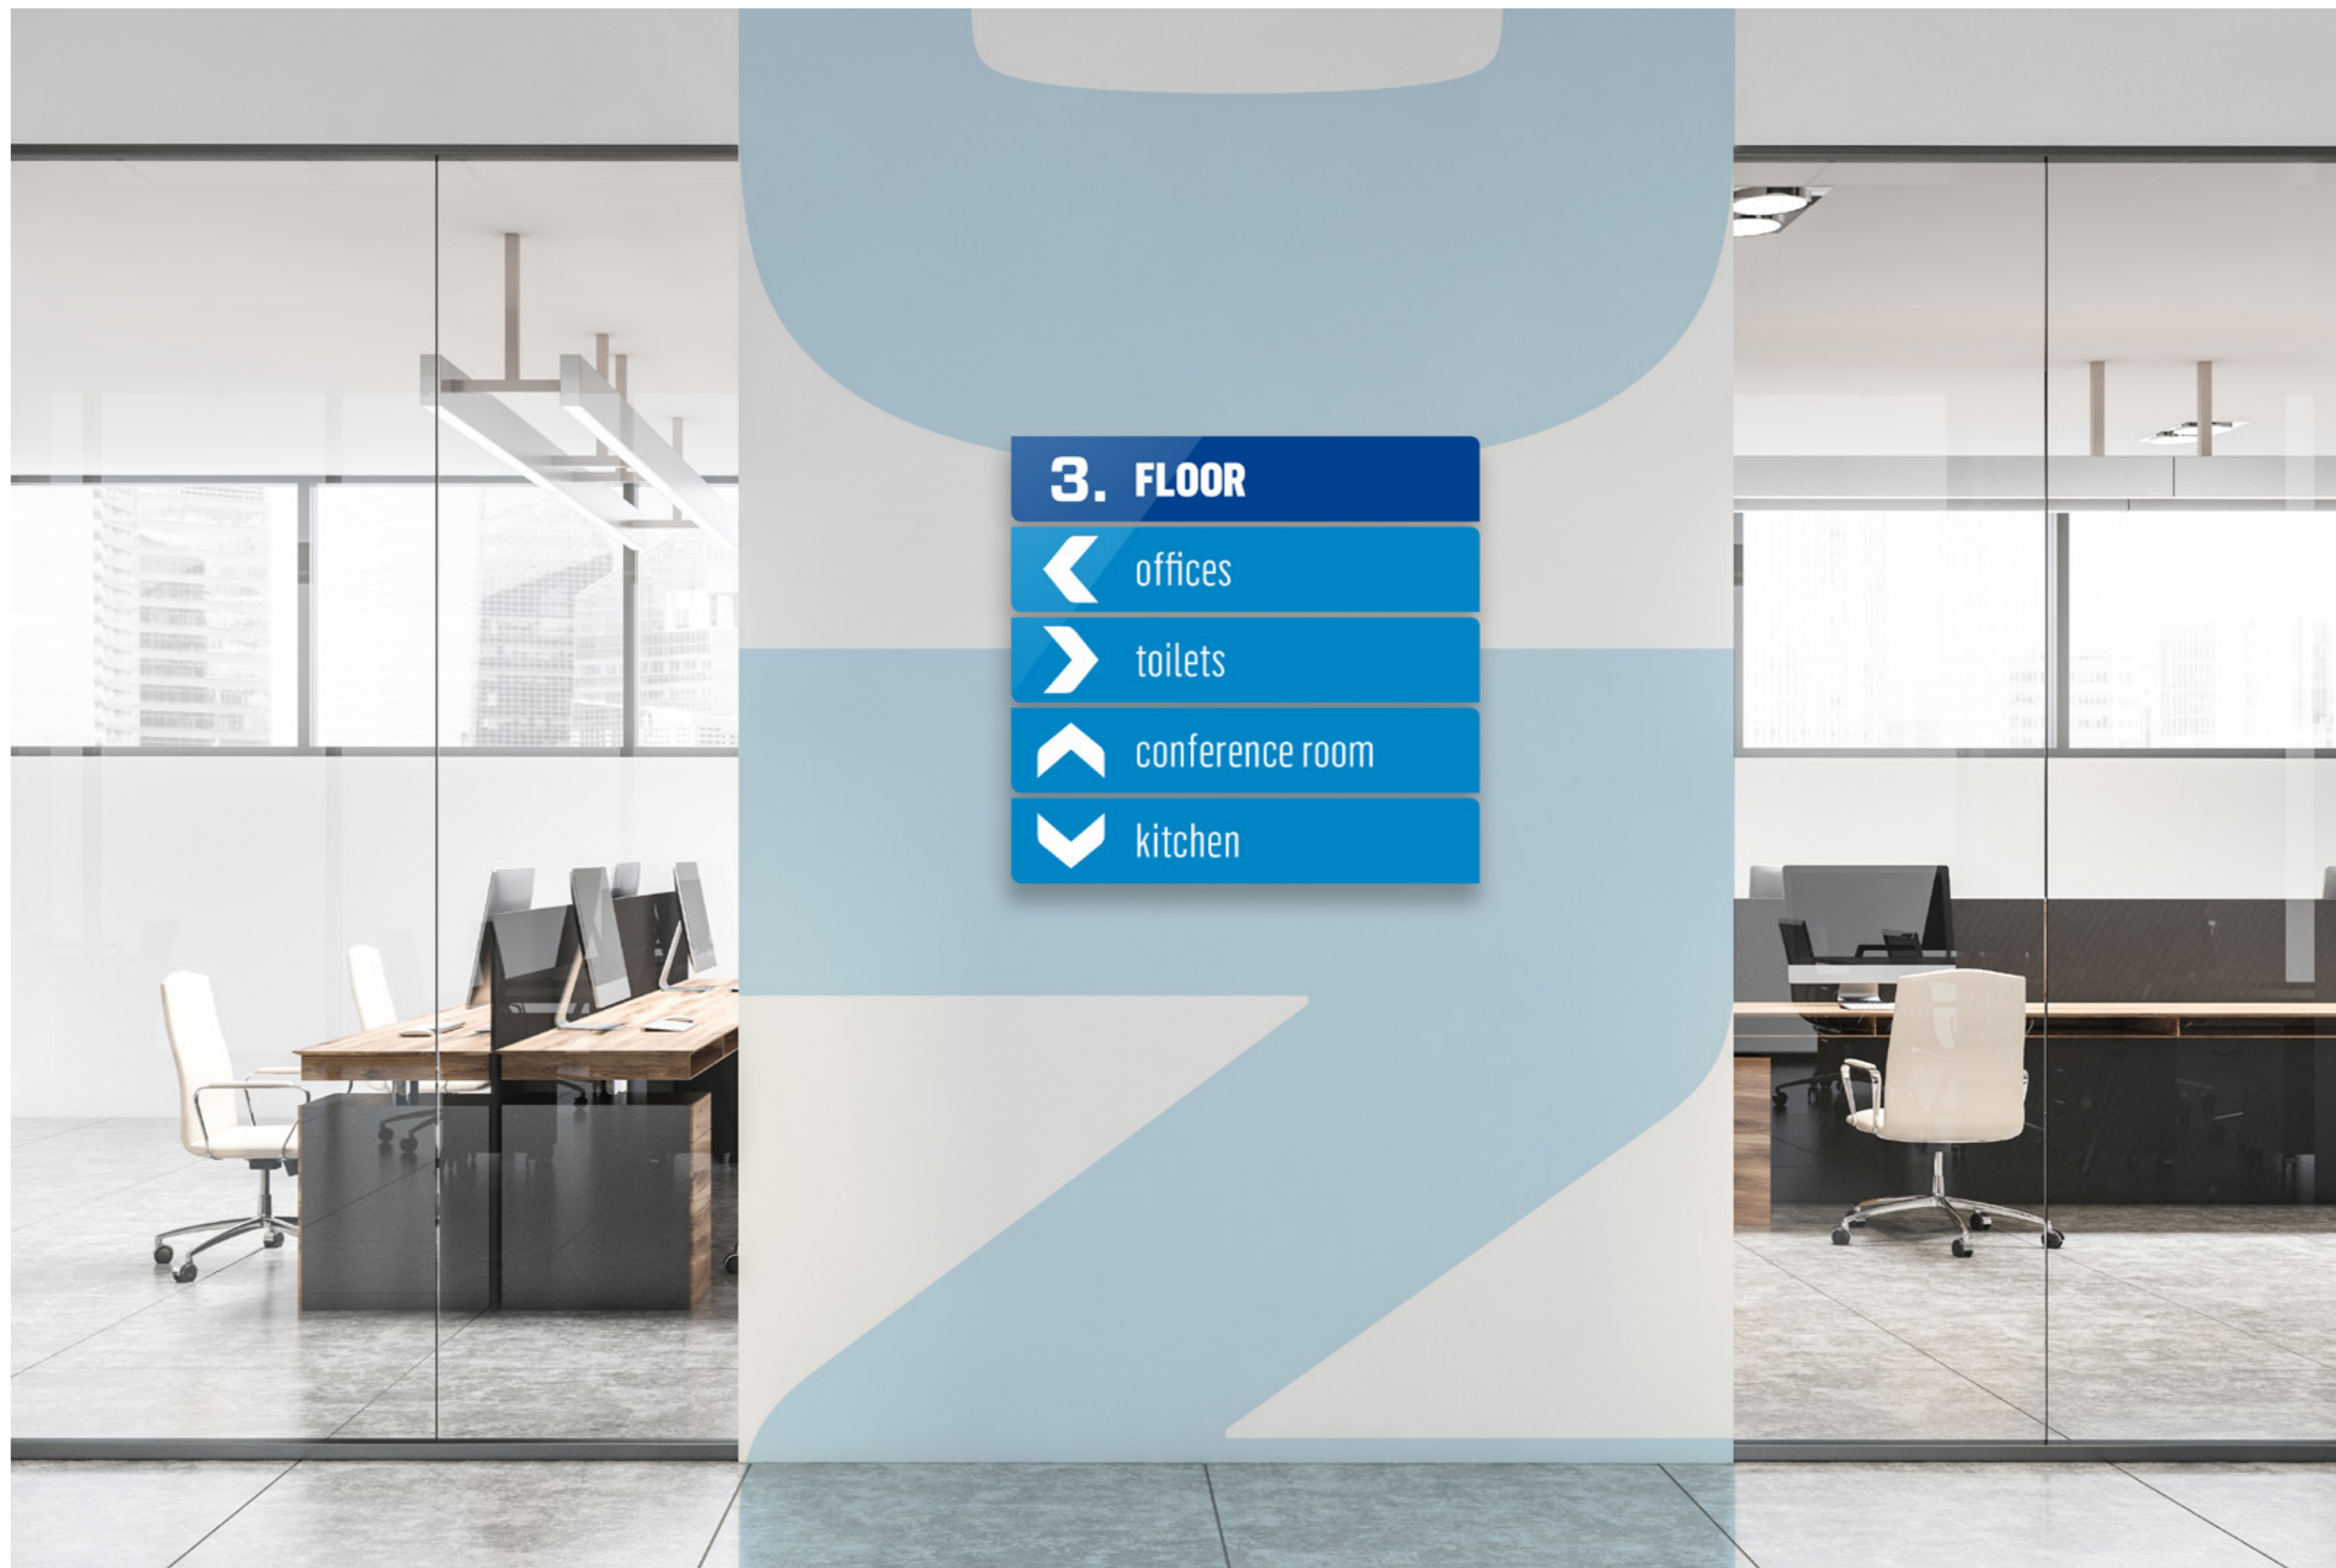 3. FLOOR
offices
toilets
conference room
kitchen